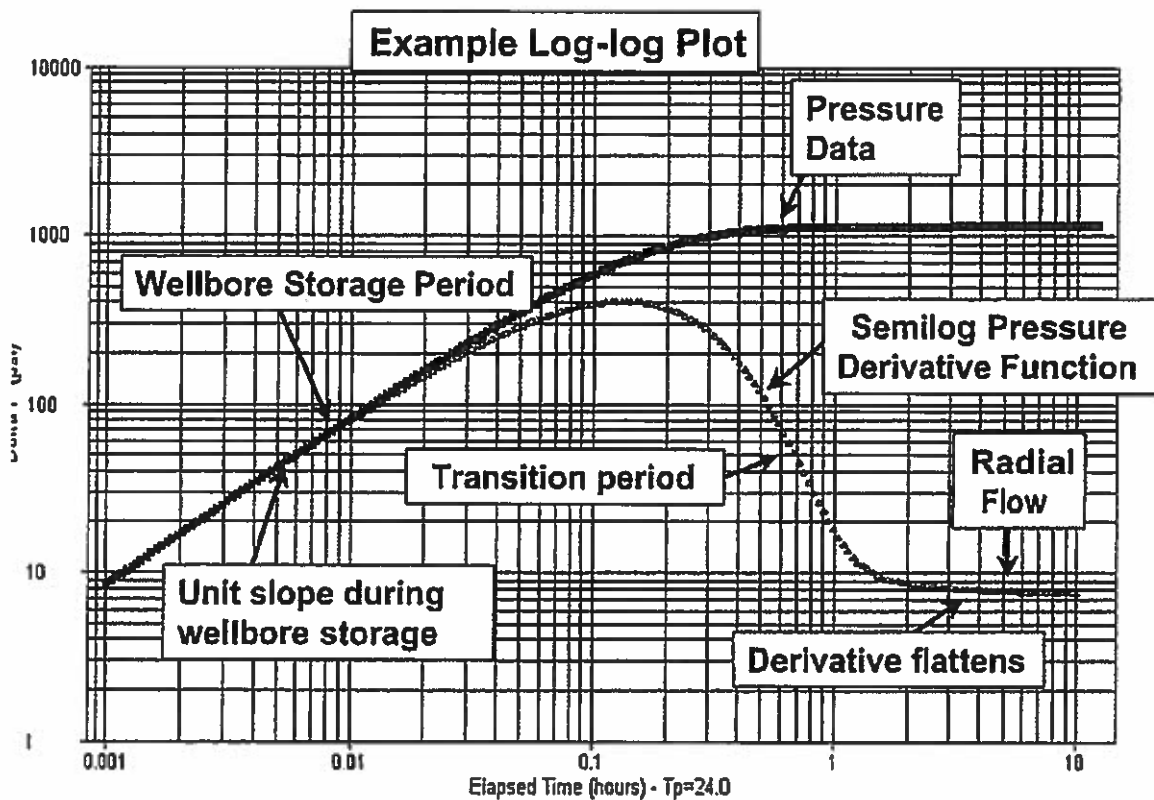 Example Log-log Plot
10000
Pressure
Data
1000
Wellbore Storage Period
Semilog Pressure
Derivative Function
100
Transition period
Radial
Flow
10
Unit slope during
wellbore storage
Derivative flattens
0.001
0.01
0.1
1
10
Elapsed Time (hours) - Tp=24.0